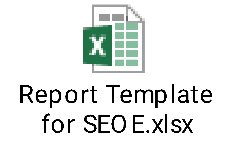 X
Report Template
for SEO E.xlsx